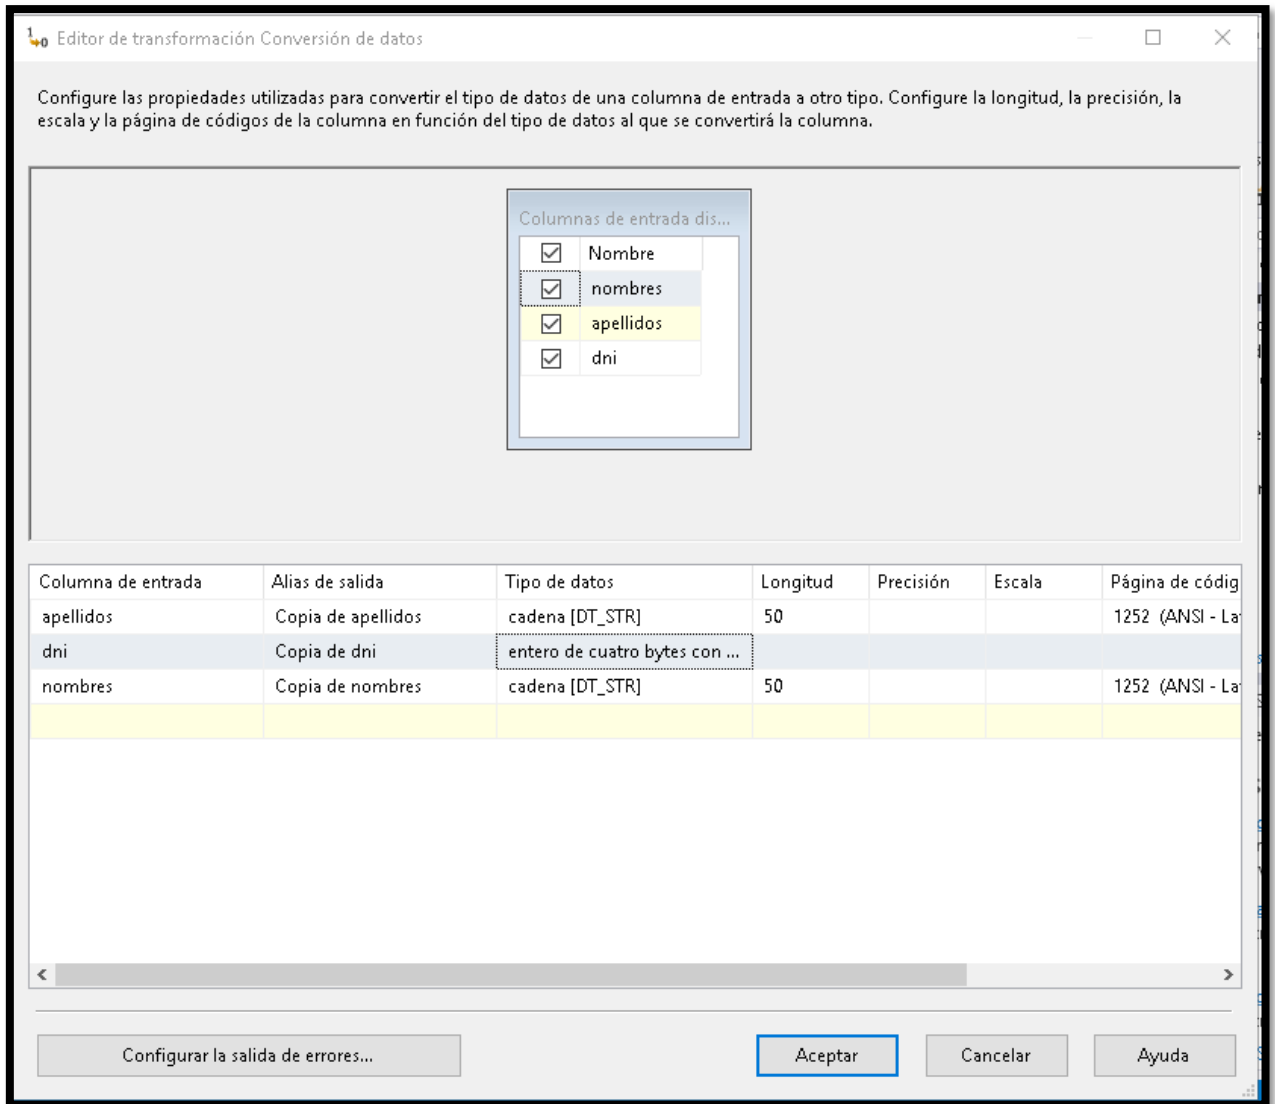 Editor de transformación Conversión de datos
Configure las propiedades utilizadas para convertir el tipo de datos de una columna de entrada a otro tipo. Configure la longitud, la precisión, la
escala y la página de códigos de la columna en función del tipo de datos al que se convertirá la columna.
Columnas de entrada dis...
Nombre
nombres
apellidos
dni
Columna de entrada Alias de salida Tipo de datos Longitud Precisión Escala Página de códig
apellidos Copia de apellidos cadena [DT_STR] 50 1252 (ANSI - La
dni Copia de dni entero de cuatro bytes con ...
nombres Copia de nombres cadena [DT_STR] 50 1252 (ANSI - La
Configurar la salida de errores... Aceptar Cancelar Ayuda